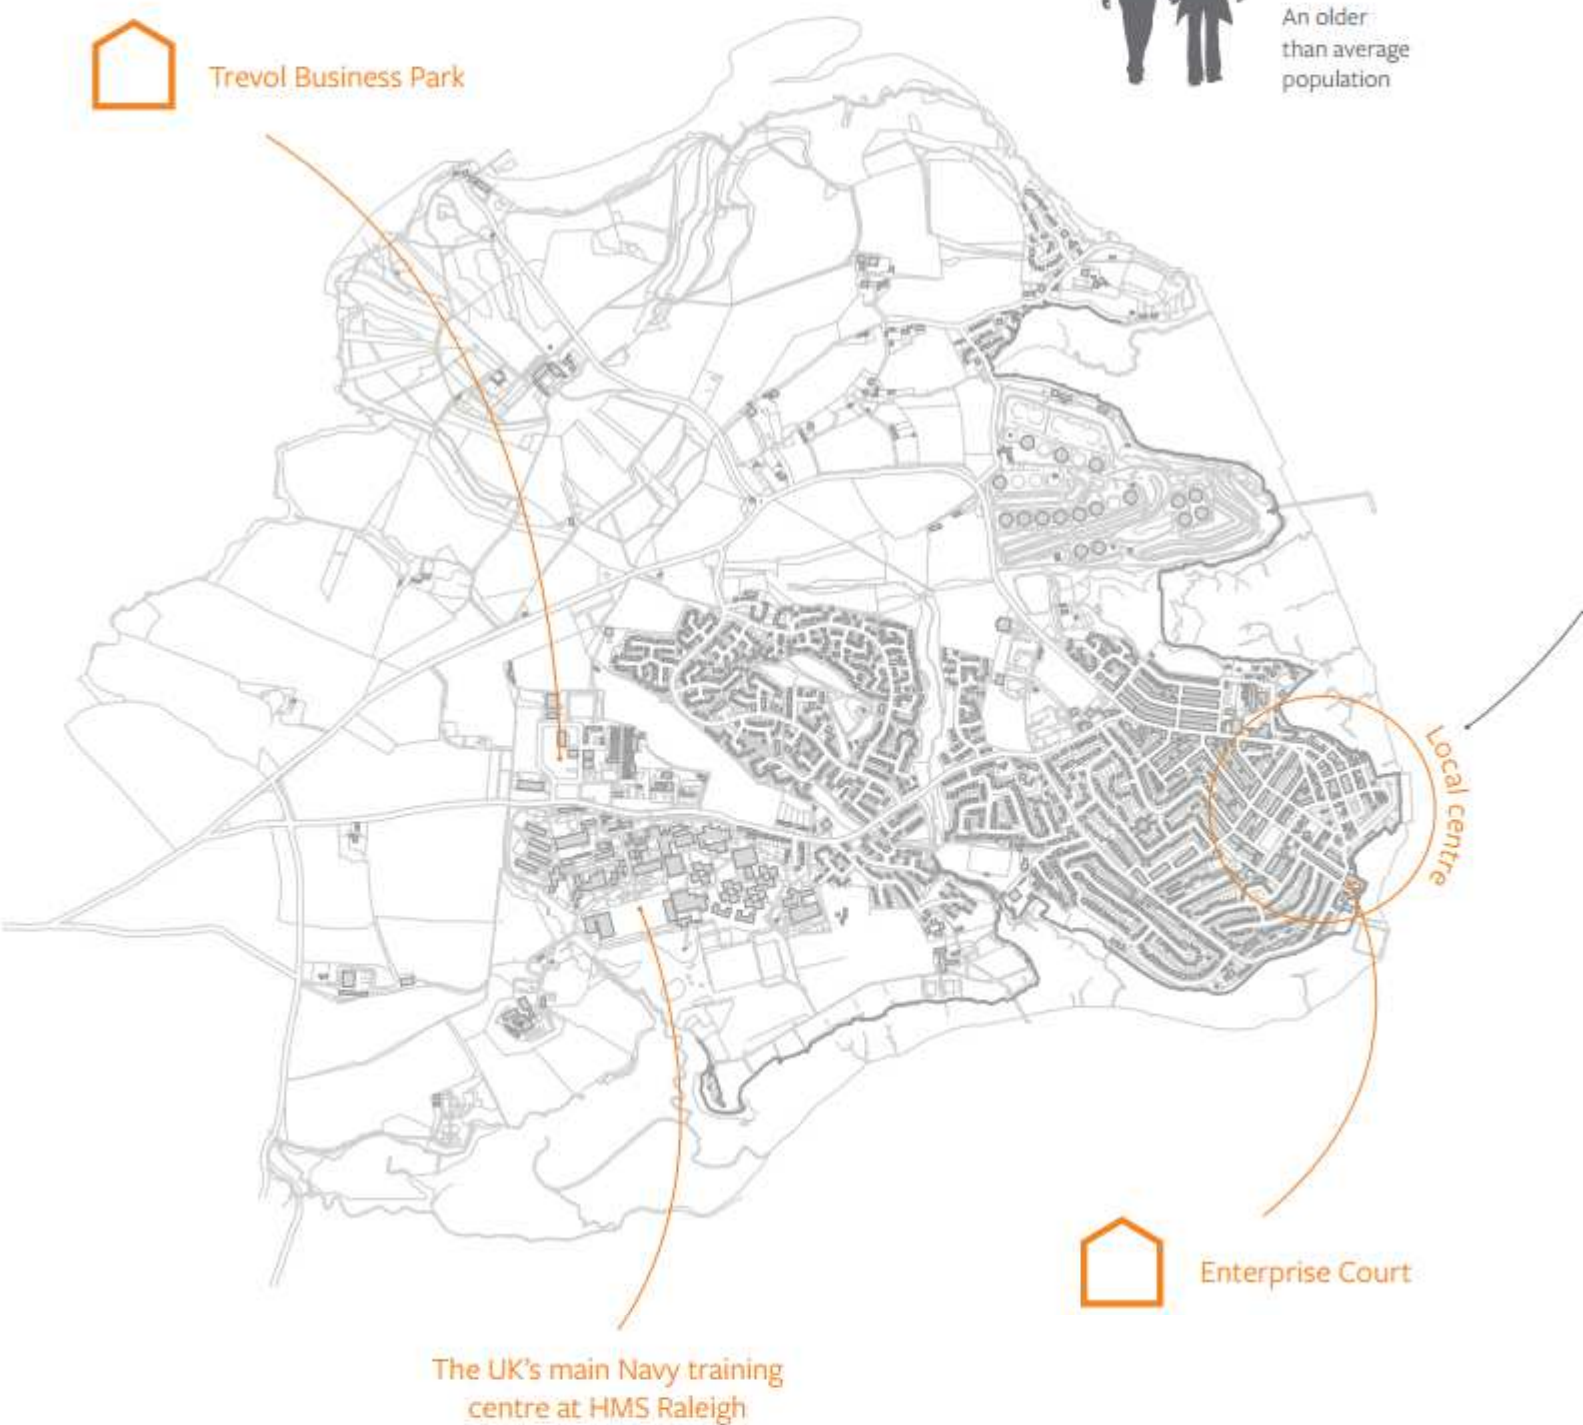 An older
than average
population
Trevol Business Park
Local centre
Enterprise Court
The UK's main Navy training
centre at HMS Raleigh